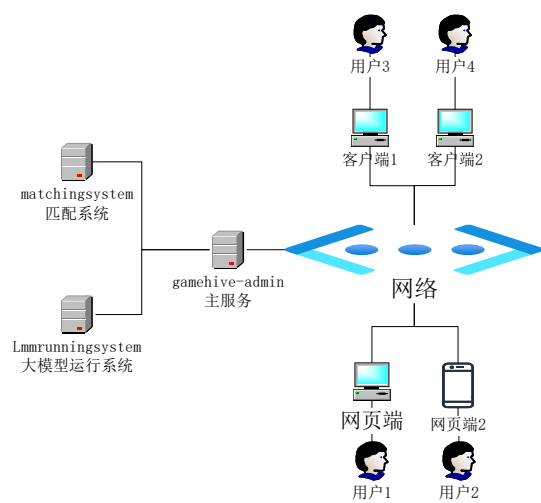 用户3
用户4
客户端1
客户端2
matchingsystem
匹配系统
gamehive-admin
主服务
网络
Lmmrunningsystem
大模型运行系统
网页端
网页端2
用户1
用户2